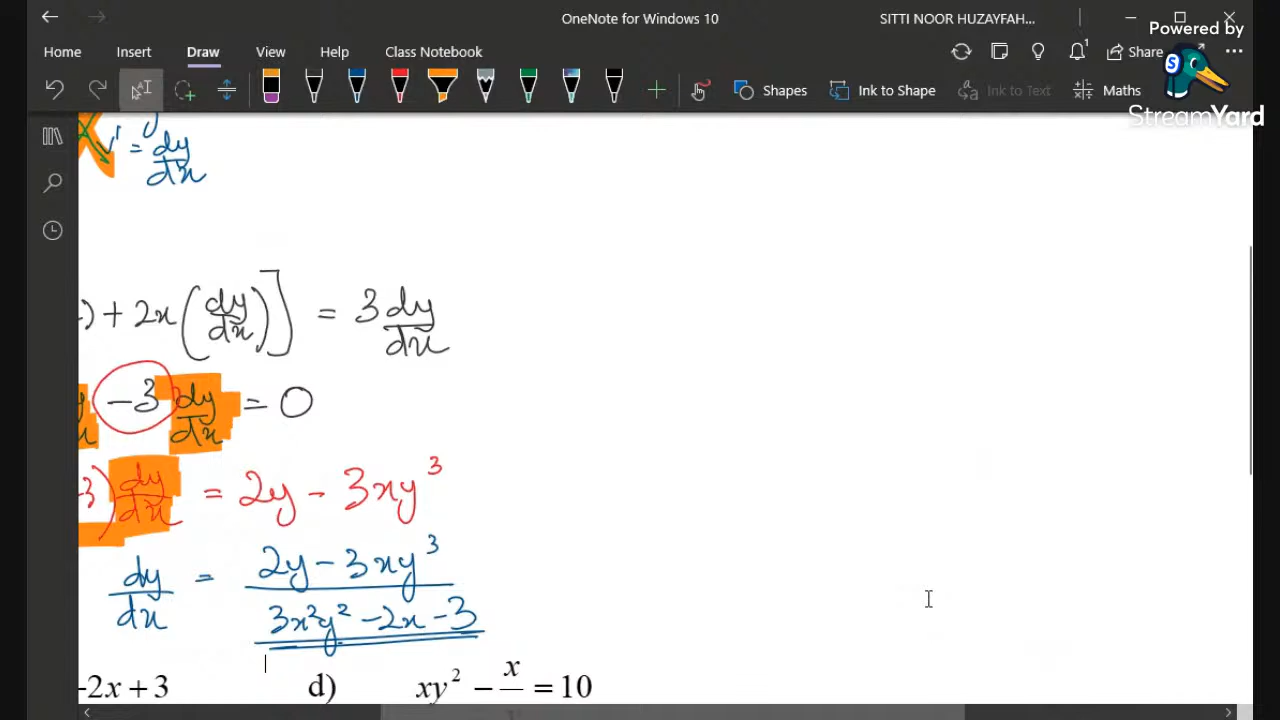 OneNote for Windows 10
SITTI NOOR HUZAYFAH...
Powered by
StreamYard
Home Insert Draw View Help Class Notebook
Share
Shapes Ink to Shape Ink to Text Maths
v' = dy/dx
) + 2x (dy/dx)] = 3 dy/dx
-3 dy/dx = 0
-3) dy/dx = 2y - 3xy³
dy/dx = (2y - 3xy³)/(3x²y² - 2x - 3)
-2x + 3 d) xy² - x/ = 10